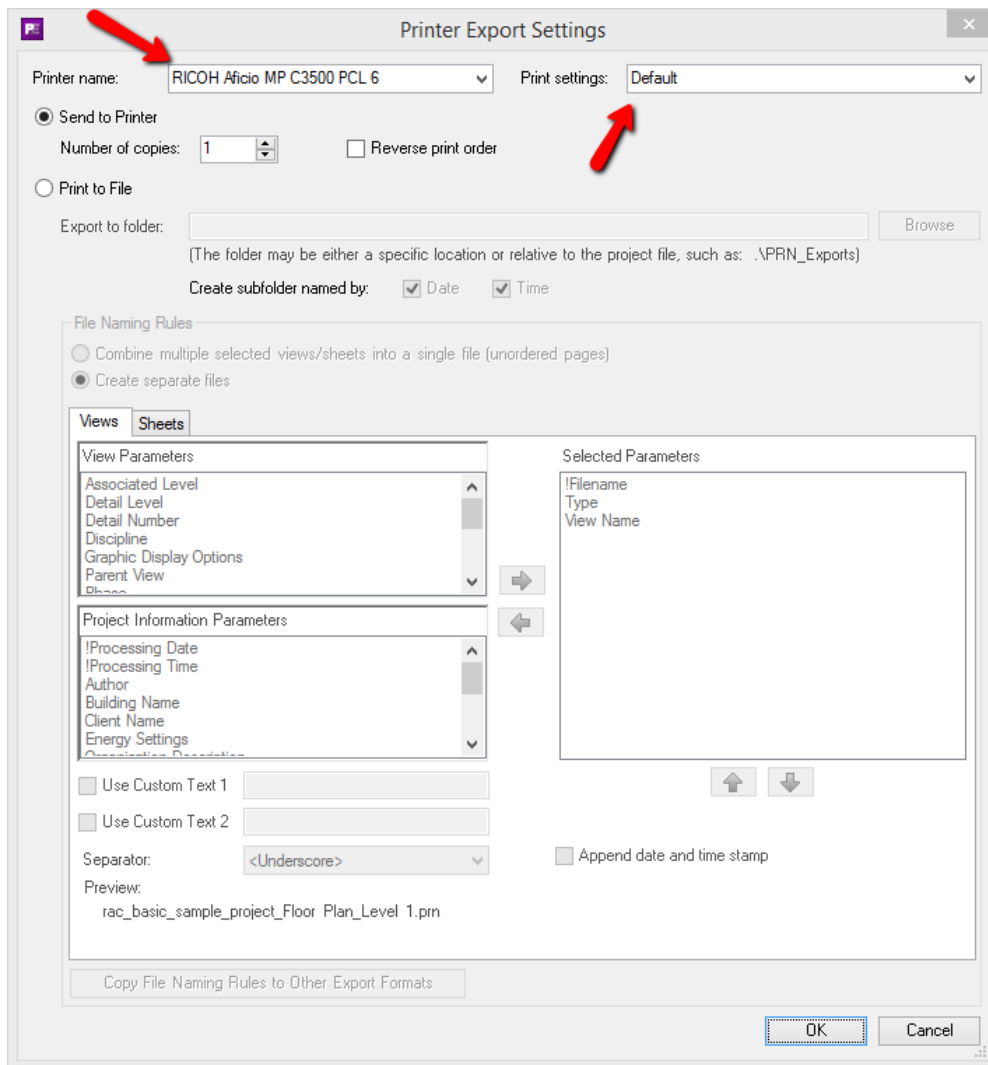 PE
Printer Export Settings
Printer name: RICOH Aficio MP C3500 PCL 6 Print settings: Default
Send to Printer
Number of copies: 1 Reverse print order
Print to File
Export to folder: Browse
(The folder may be either a specific location or relative to the project file, such as: .\PRN_Exports)
Create subfolder named by: Date Time
File Naming Rules
Combine multiple selected views/sheets into a single file (unordered pages)
Create separate files
Views Sheets
View Parameters
Associated Level
Detail Level
Detail Number
Discipline
Graphic Display Options
Parent View
Phase
Project Information Parameters
!Processing Date
!Processing Time
Author
Building Name
Client Name
Energy Settings
Organization Description
Selected Parameters
!Filename
Type
View Name
Use Custom Text 1
Use Custom Text 2
Separator: <Underscore>
Append date and time stamp
Preview:
rac_basic_sample_project_Floor Plan_Level 1.prn
Copy File Naming Rules to Other Export Formats
OK Cancel